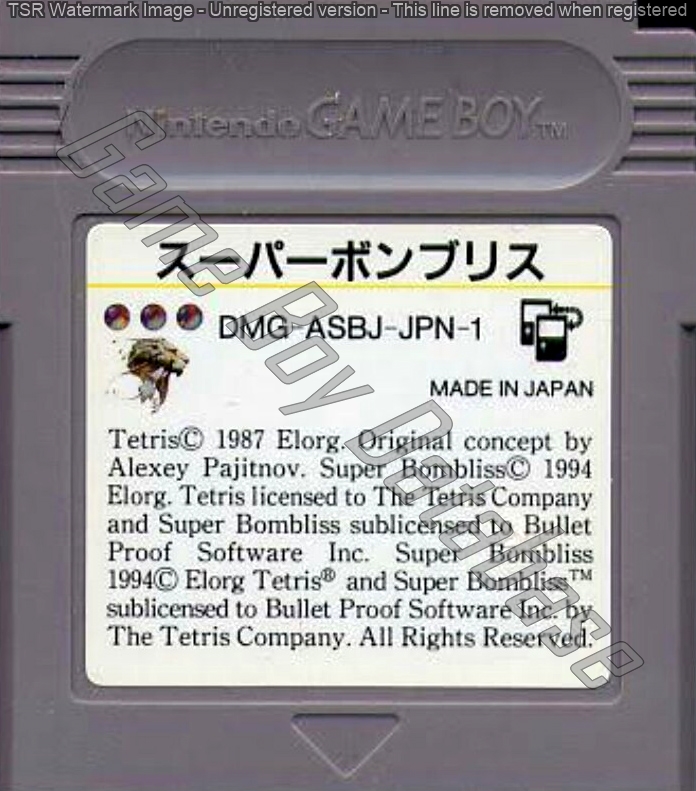 TSR Watermark Image - Unregistered version - This line is removed when registered
Nintendo GAME BOY TM
スーパーボンブリス
DMG-ASBJ-JPN-1
MADE IN JAPAN
Tetris© 1987 Elorg. Original concept by
Alexey Pajitnov. Super Bombliss© 1994
Elorg. Tetris licensed to The Tetris Company
and Super Bombliss sublicensed to Bullet
Proof Software Inc. Super Bombliss
1994© Elorg Tetris® and Super Bombliss™
sublicensed to Bullet Proof Software Inc. by
The Tetris Company. All Rights Reserved.
Game Boy Database